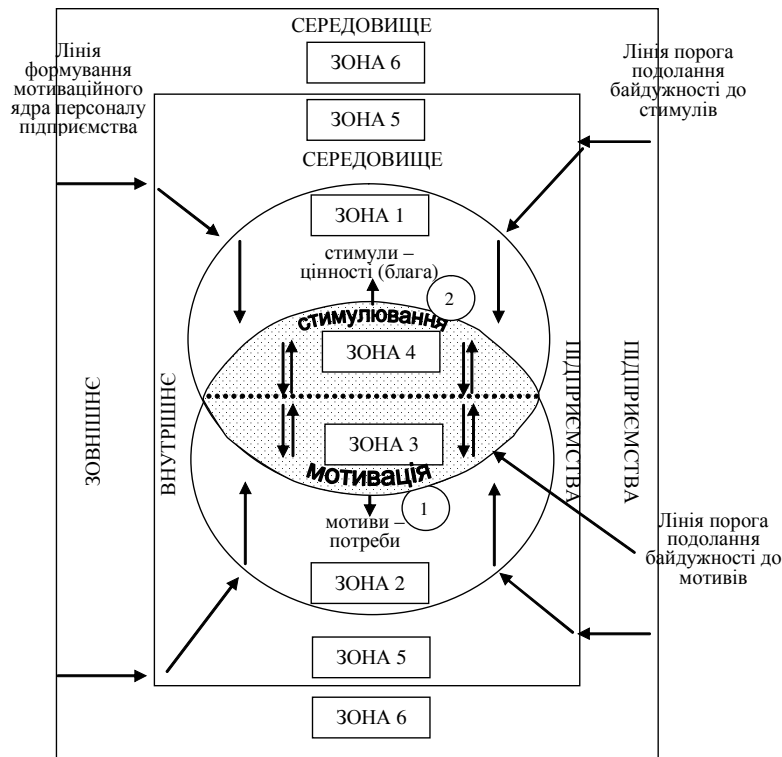 СЕРЕДОВИЩЕ
ЗОНА 6
Лінія
формування
мотиваційного
ядра персоналу
підприємства
Лінія порога
подолання
байдужності до
стимулів
ЗОНА 5
СЕРЕДОВИЩЕ
ЗОНА 1
стимули –
цінності (блага)
2
стимулювання
ЗОНА 4
ЗОВНІШНЄ
ВНУТРІШНЄ
ПІДПРИЄМСТВА
ПІДПРИЄМСТВА
ЗОНА 3
мотивація
1
мотиви –
потреби
Лінія порога
подолання
байдужності до
мотивів
ЗОНА 2
ЗОНА 5
ЗОНА 6